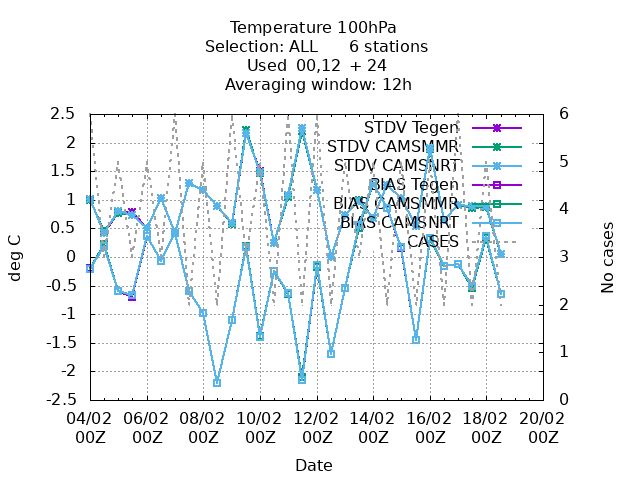 Temperature 100hPa
Selection: ALL 6 stations
Used 00,12 + 24
Averaging window: 12h
2.5
2
1.5
1
0.5
0
-0.5
-1
-1.5
-2
-2.5
deg C
6
5
4
3
2
1
0
No cases
STDV Tegen
STDV CAMSMMR
STDV CAMSNRT
BIAS Tegen
BIAS CAMSMMR
BIAS CAMSNRT
CASES
04/02 06/02 08/02 10/02 12/02 14/02 16/02 18/02 20/02
00Z 00Z 00Z 00Z 00Z 00Z 00Z 00Z 00Z
Date